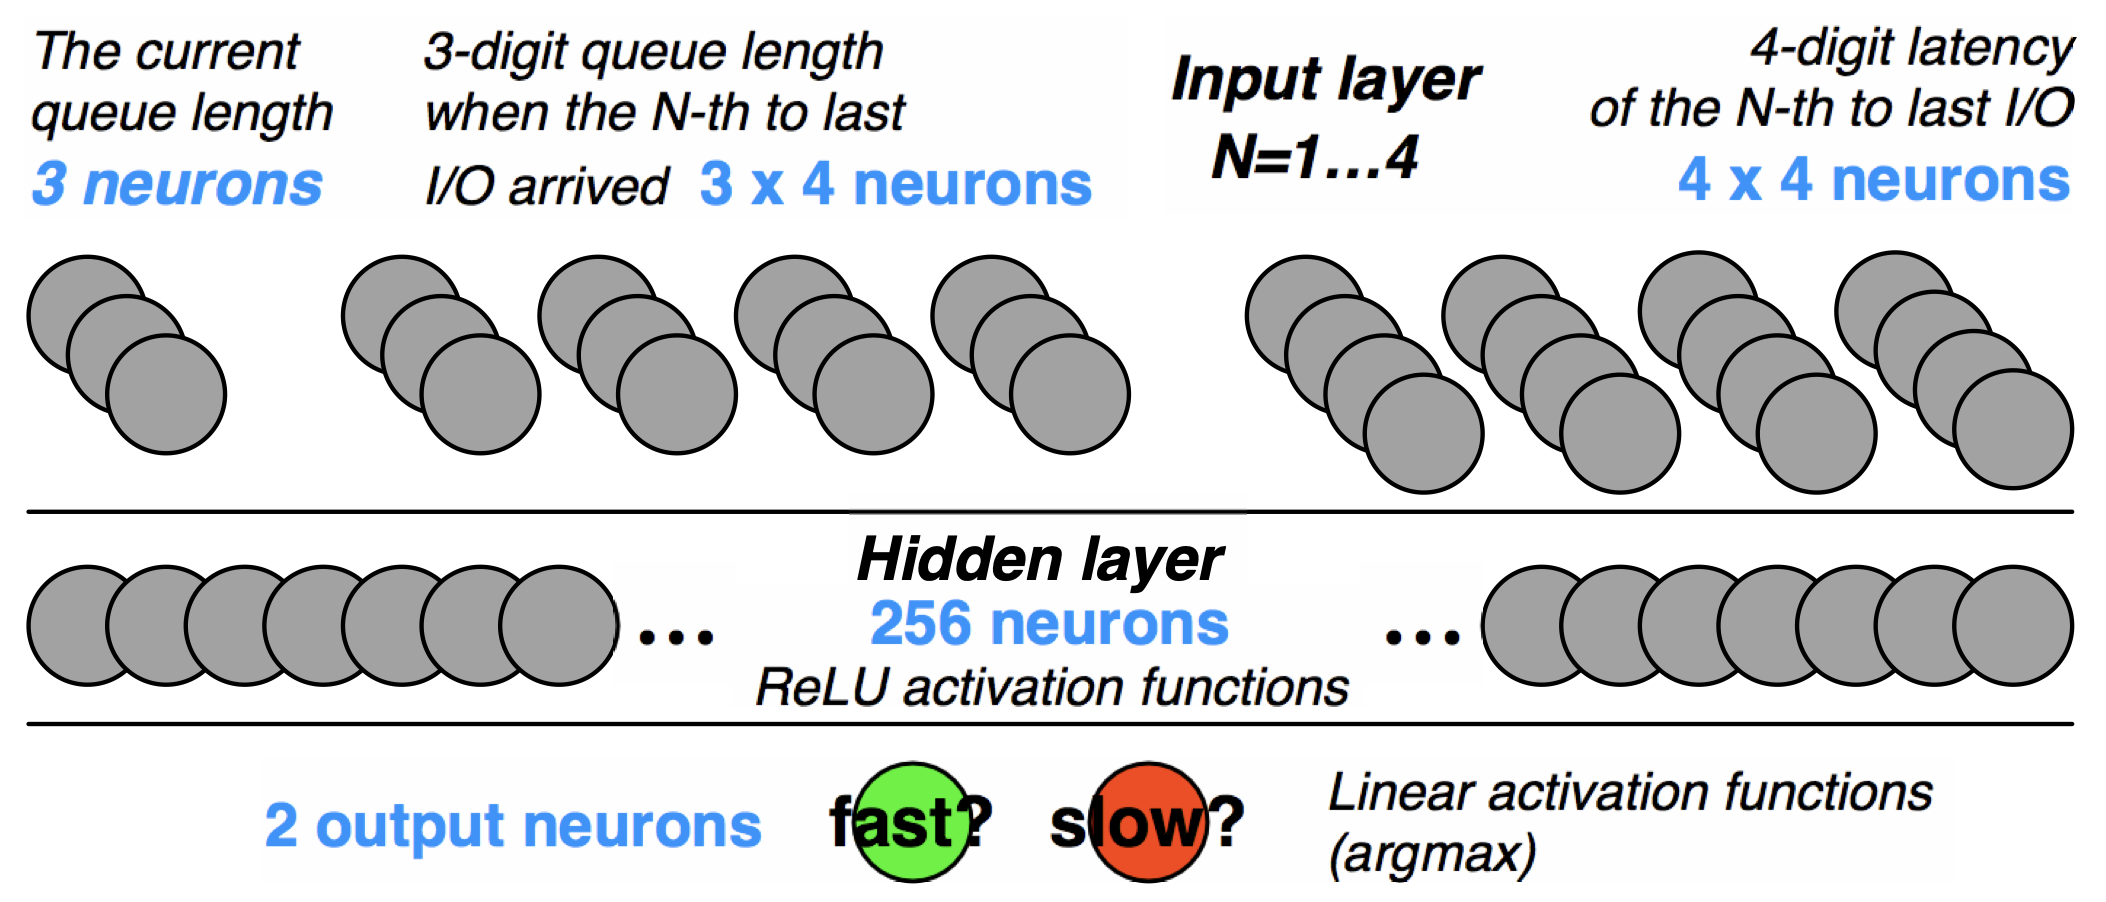 The current
queue length
3 neurons
3-digit queue length
when the N-th to last
I/O arrived 3 x 4 neurons
Input layer
N=1...4
4-digit latency
of the N-th to last I/O
4 x 4 neurons
Hidden layer
... 256 neurons ...
ReLU activation functions
2 output neurons
fast?
slow?
Linear activation functions
(argmax)